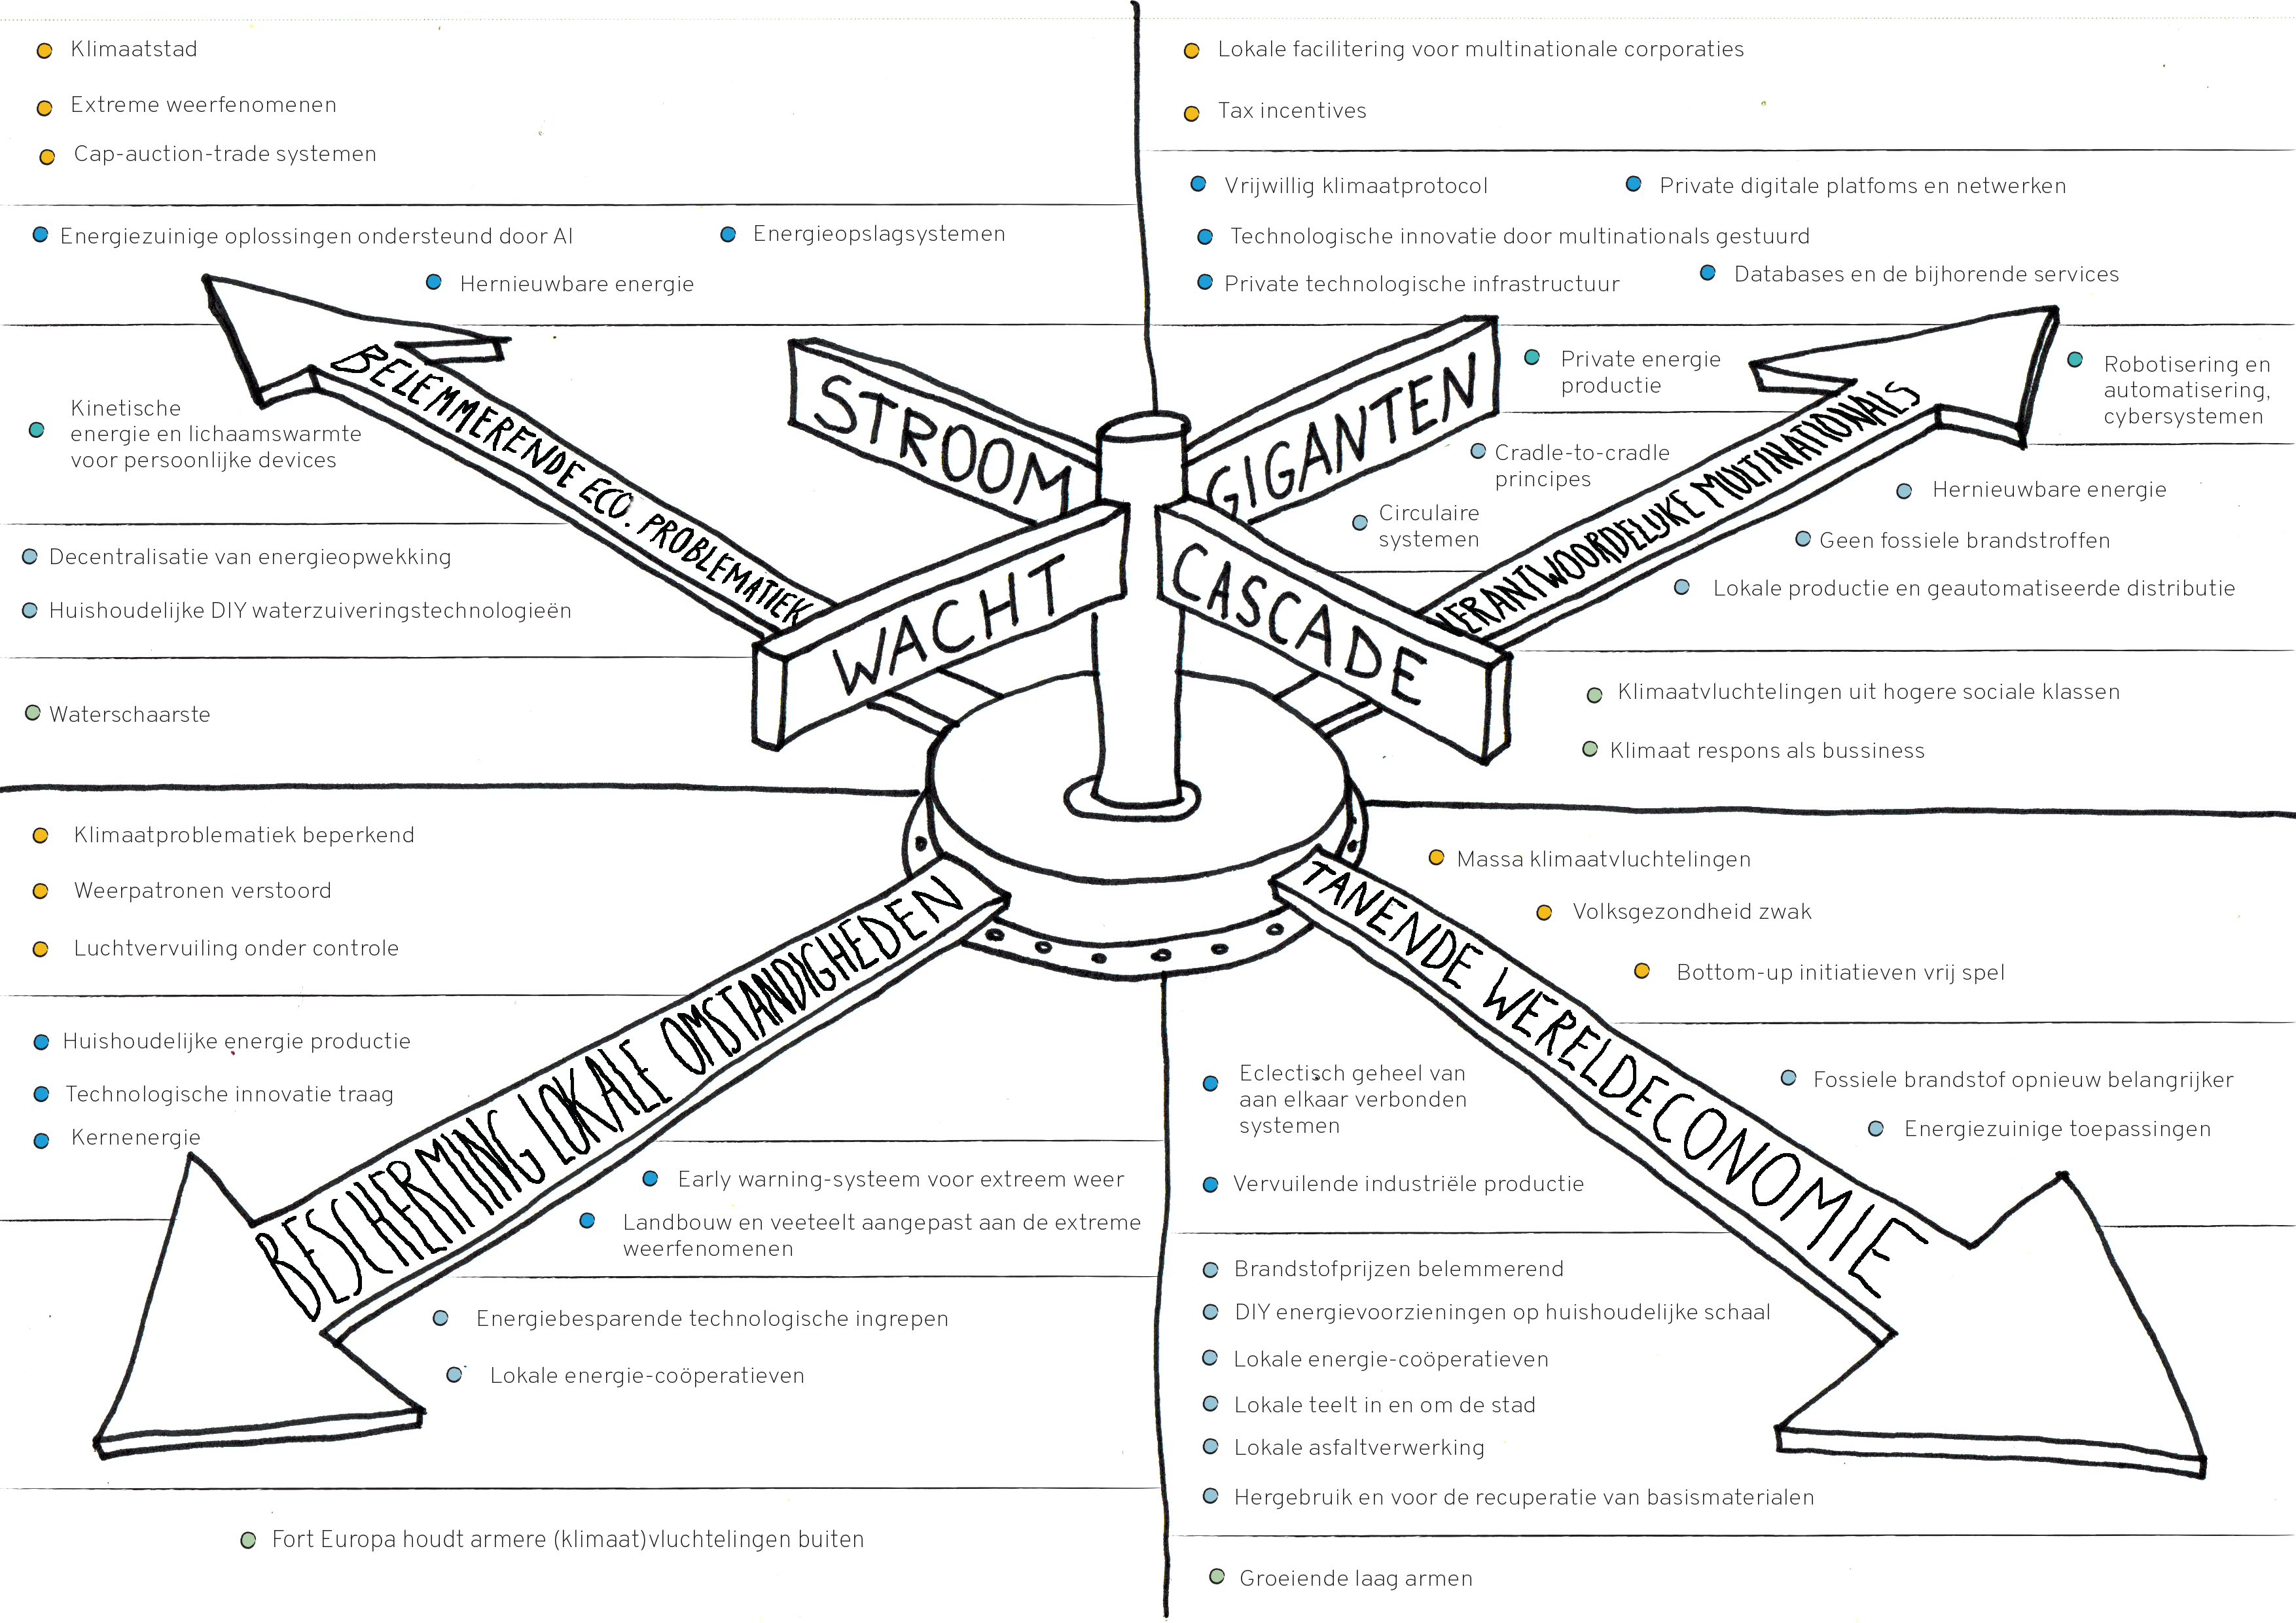 Klimaatstad
Extreme weerfenomenen
Cap-auction-trade systemen
Energiezuinige oplossingen ondersteund door AI
Energieopslagsystemen
Hernieuwbare energie
BELEMMERENDE ECO. PROBLEMATIEK
Kinetische
energie en lichaamswarmte
voor persoonlijke devices
Decentralisatie van energieopwekking
Huishoudelijke DIY waterzuiveringstechnologieën
Waterschaarste
STROOM
WACHT
Lokale facilitering voor multinationale corporaties
Tax incentives
Vrijwillig klimaatprotocol
Private digitale platfoms en netwerken
Technologische innovatie door multinationals gestuurd
Private technologische infrastructuur
Databases en de bijhorende services
GIGANTEN
CASCADE
Private energie
productie
VERANTWOORDELIJKE MULTINATIONALS
Robotisering en
automatisering,
cybersystemen
Cradle-to-cradle
principes
Circulaire
systemen
Hernieuwbare energie
Geen fossiele brandstroffen
Lokale productie en geautomatiseerde distributie
Klimaatvluchtelingen uit hogere sociale klassen
Klimaat respons als bussiness
Klimaatproblematiek beperkend
Weerpatronen verstoord
Luchtvervuiling onder controle
Huishoudelijke energie productie
Technologische innovatie traag
Kernenergie
BESCHERMING LOKALE OMSTANDIGHEDEN
Early warning-systeem voor extreem weer
Landbouw en veeteelt aangepast aan de extreme
weerfenomenen
Energiebesparende technologische ingrepen
Lokale energie-coöperatieven
Fort Europa houdt armere (klimaat)vluchtelingen buiten
Massa klimaatvluchtelingen
Volksgezondheid zwak
Bottom-up initiatieven vrij spel
TANENDE WERELDECONOMIE
Eclectisch geheel van
aan elkaar verbonden
systemen
Vervuilende industriële productie
Fossiele brandstof opnieuw belangrijker
Energiezuinige toepassingen
Brandstofprijzen belemmerend
DIY energievoorzieningen op huishoudelijke schaal
Lokale energie-coöperatieven
Lokale teelt in en om de stad
Lokale asfaltverwerking
Hergebruik en voor de recuperatie van basismaterialen
Groeiende laag armen